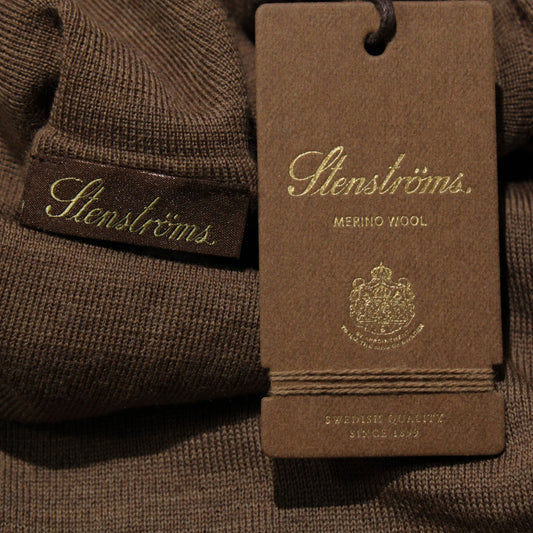 Stenströms
Stenströms.
MERINO WOOL
SWEDISH QUALITY
SINCE 1899